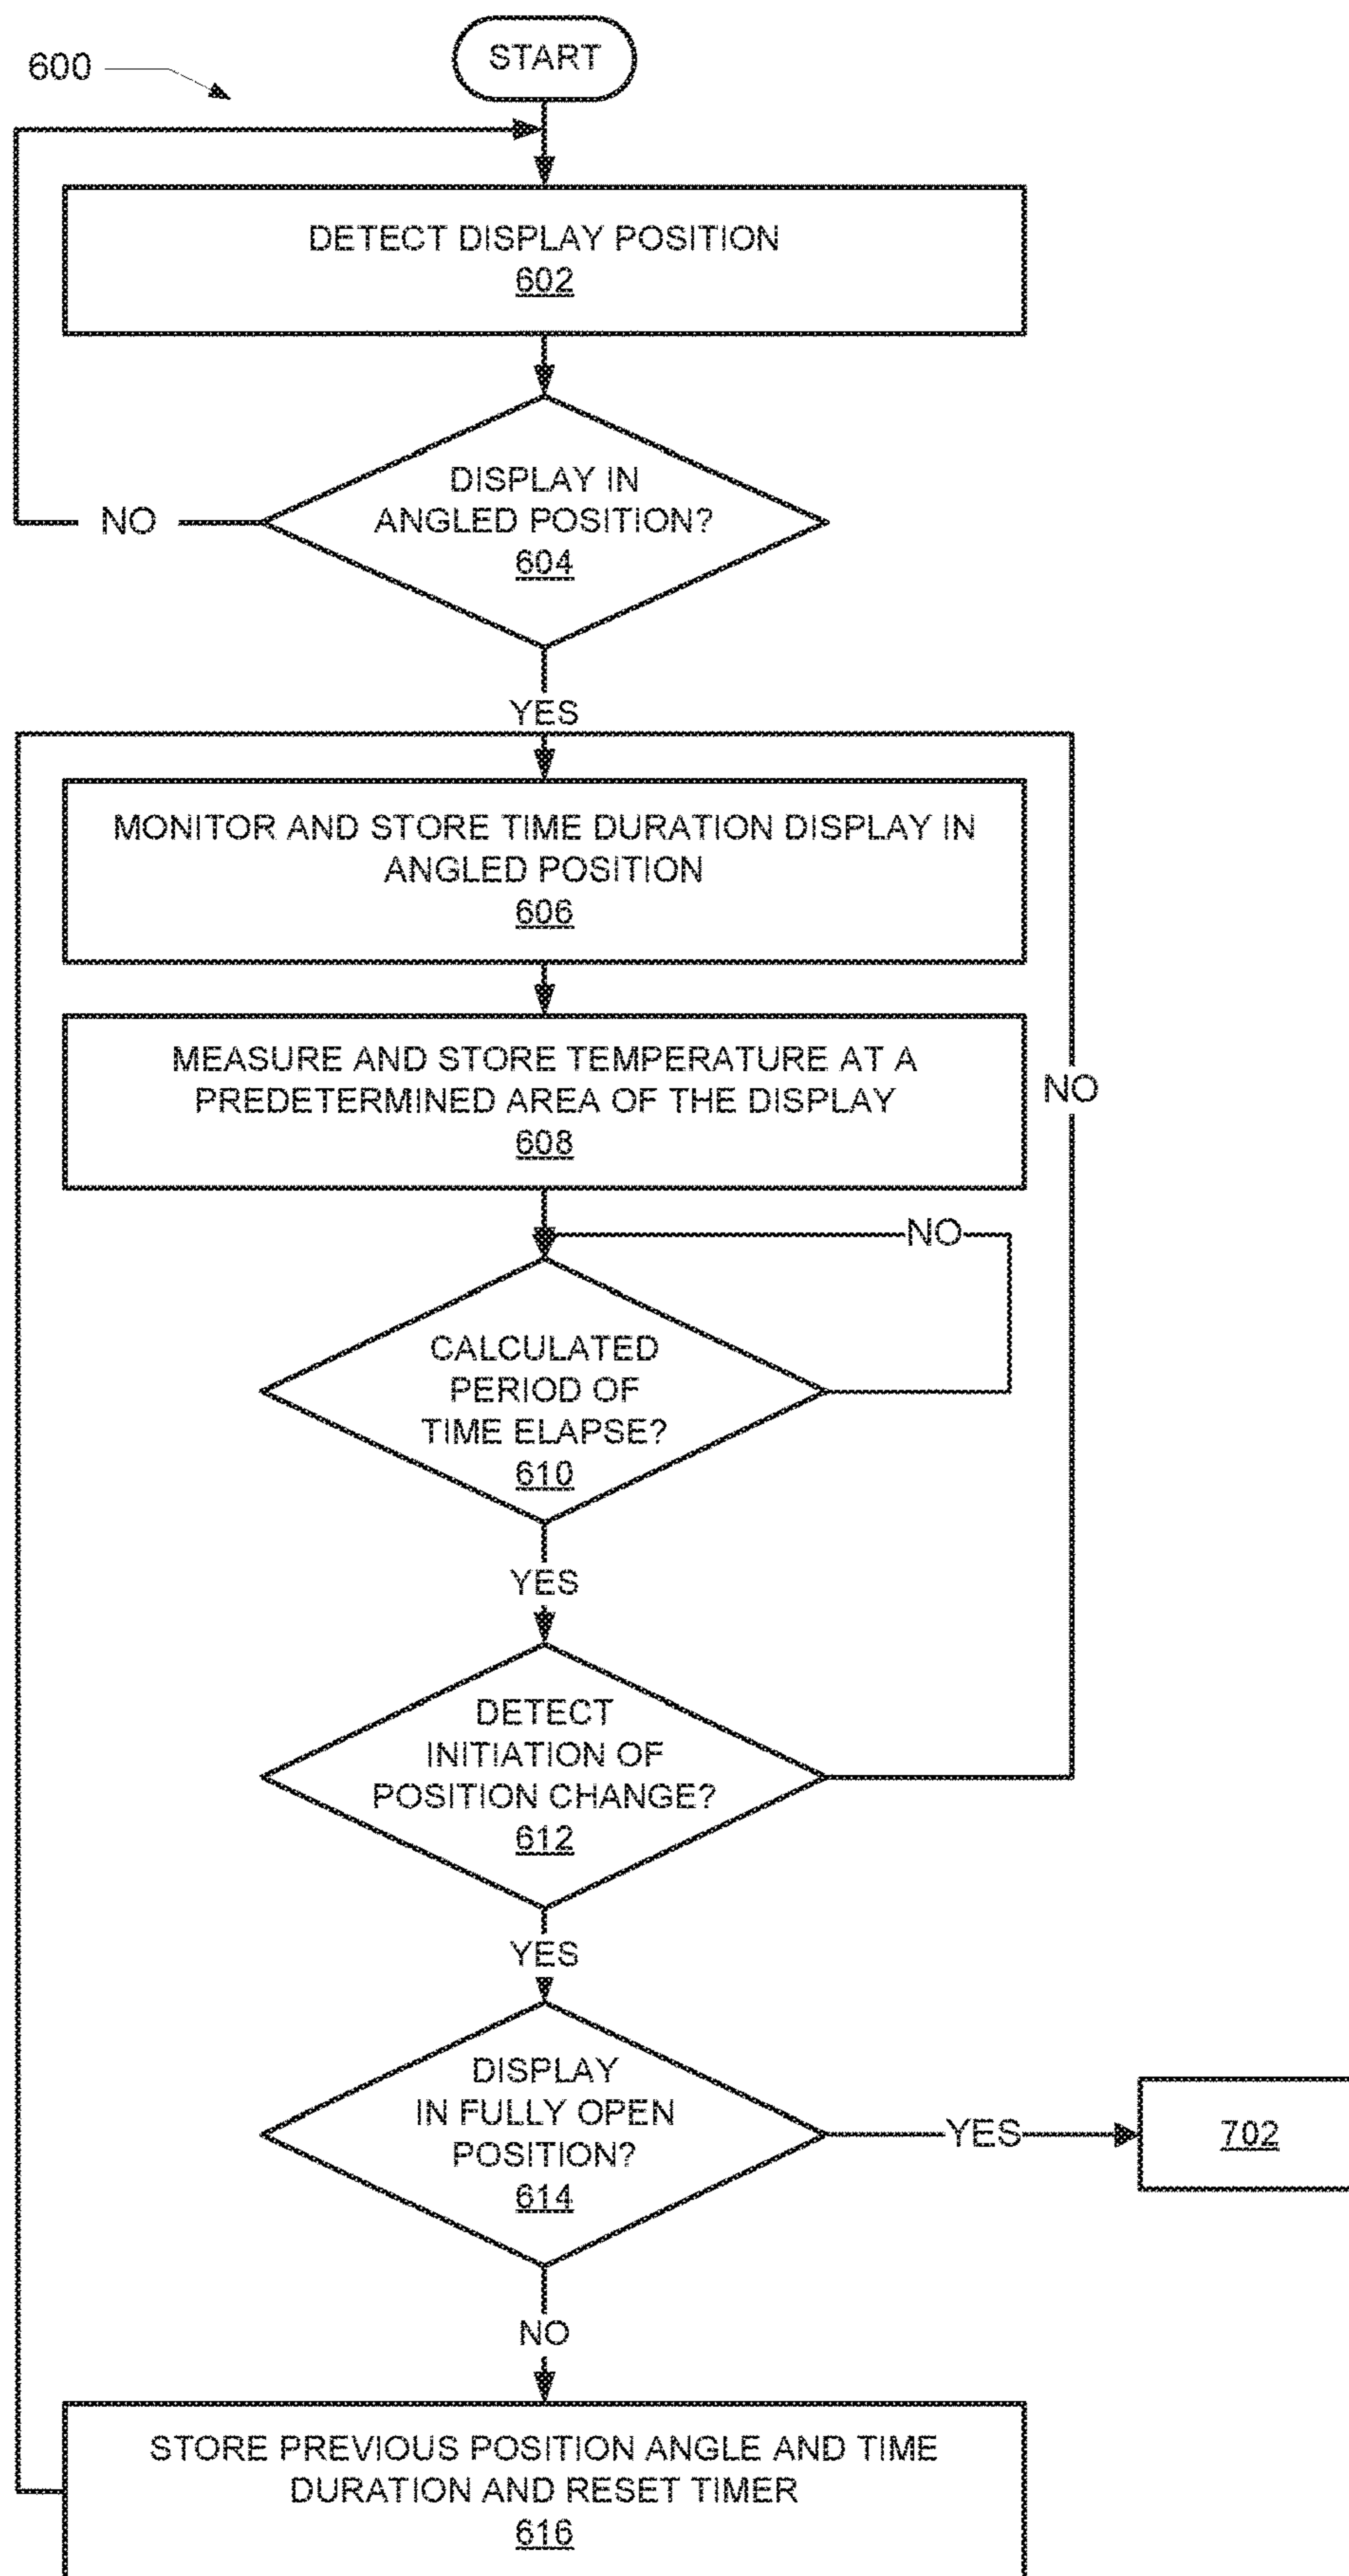 600
START
DETECT DISPLAY POSITION
602
DISPLAY IN
ANGLED POSITION?
604
NO
YES
MONITOR AND STORE TIME DURATION DISPLAY IN
ANGLED POSITION
606
MEASURE AND STORE TEMPERATURE AT A
PREDETERMINED AREA OF THE DISPLAY
608
NO
NO
CALCULATED
PERIOD OF
TIME ELAPSE?
610
YES
DETECT
INITIATION OF
POSITION CHANGE?
612
YES
DISPLAY
IN FULLY OPEN
POSITION?
614
YES
702
NO
STORE PREVIOUS POSITION ANGLE AND TIME
DURATION AND RESET TIMER
616